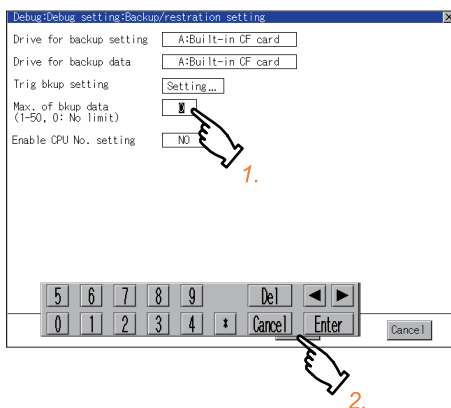 Debug:Debug setting:Backup/restration setting
Drive for backup setting A:Built-in CF card
Drive for backup data A:Built-in CF card
Trig bkup setting Setting...
Max. of bkup data
(1-50, 0: No limit)
Enable CPU No. setting NO
1.
5 6 7 8 9 Del ◄ ►
0 1 2 3 4 * Cancel Enter
Cancel
2.